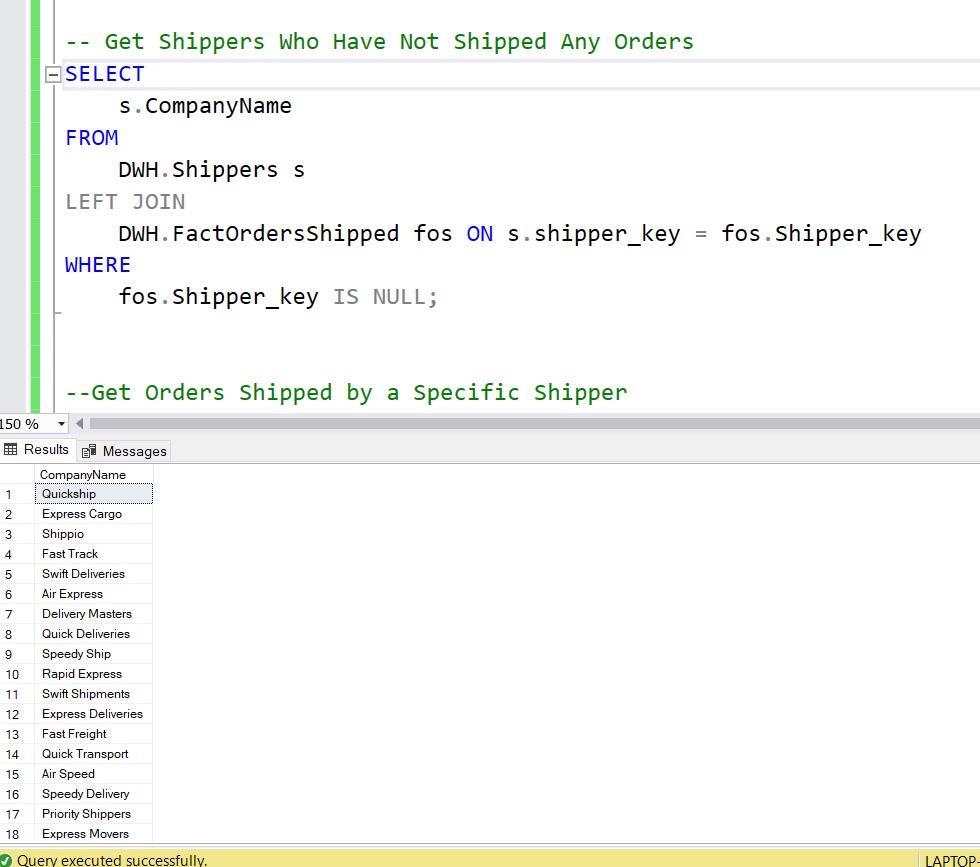 -- Get Shippers Who Have Not Shipped Any Orders
SELECT
s.CompanyName
FROM
DWH.Shippers s
LEFT JOIN
DWH.FactOrdersShipped fos ON s.shipper_key = fos.Shipper_key
WHERE
fos.Shipper_key IS NULL;
--Get Orders Shipped by a Specific Shipper
150 %
Results Messages
CompanyName
1 Quickship
2 Express Cargo
3 Shippio
4 Fast Track
5 Swift Deliveries
6 Air Express
7 Delivery Masters
8 Quick Deliveries
9 Speedy Ship
10 Rapid Express
11 Swift Shipments
12 Express Deliveries
13 Fast Freight
14 Quick Transport
15 Air Speed
16 Speedy Delivery
17 Priority Shippers
18 Express Movers
Query executed successfully. LAPTOP-